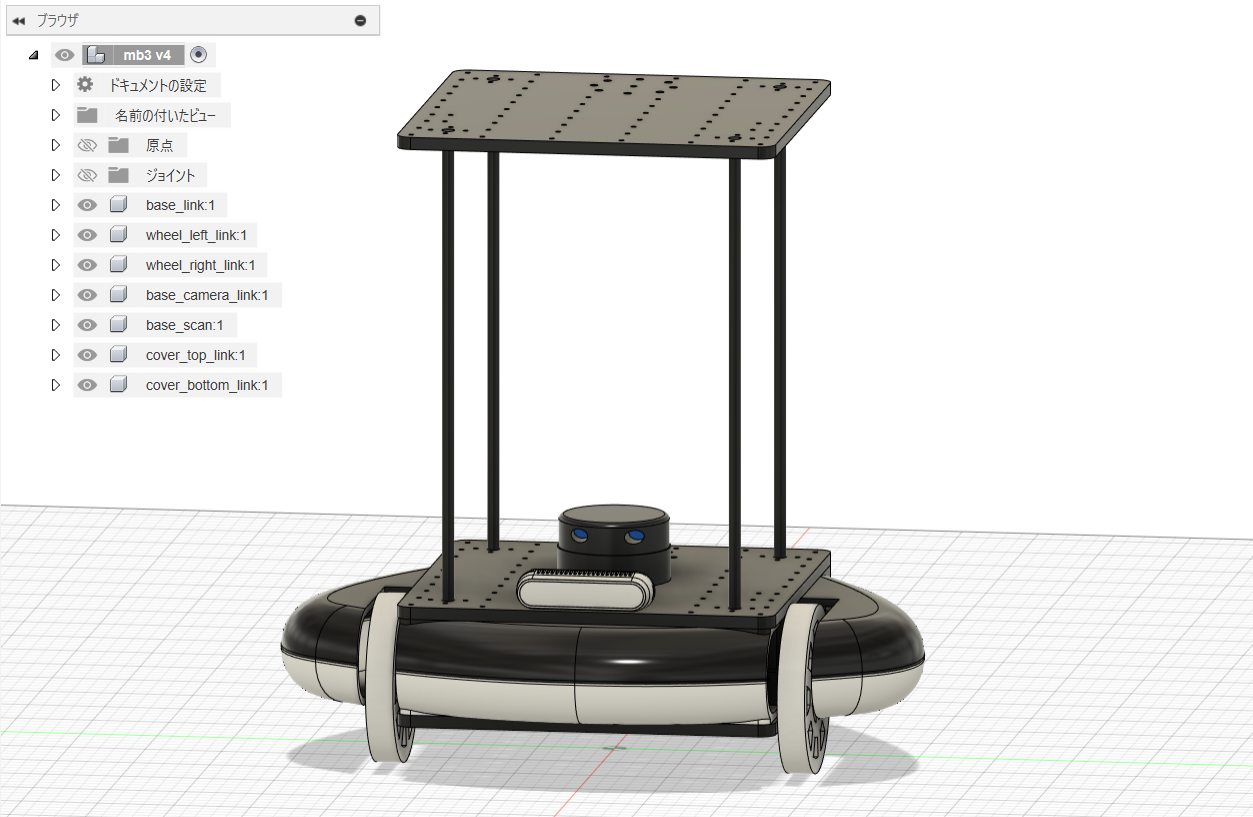 ブラウザ
mb3 v4
ドキュメントの設定
名前の付いたビュー
原点
ジョイント
base_link:1
wheel_left_link:1
wheel_right_link:1
base_camera_link:1
base_scan:1
cover_top_link:1
cover_bottom_link:1